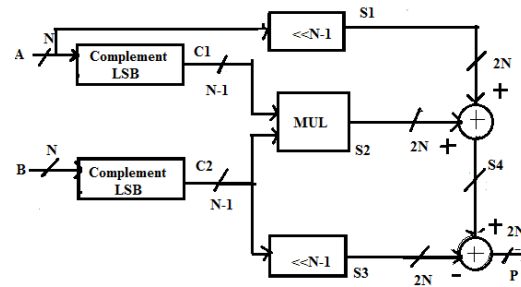 S1
N
<<N-1
A
Complement
LSB
C1
N-1
2N
+
+
MUL
S2
2N
+
B
N
Complement
LSB
C2
N-1
S4
<<N-1
S3
2N
+
2N
+
-
P